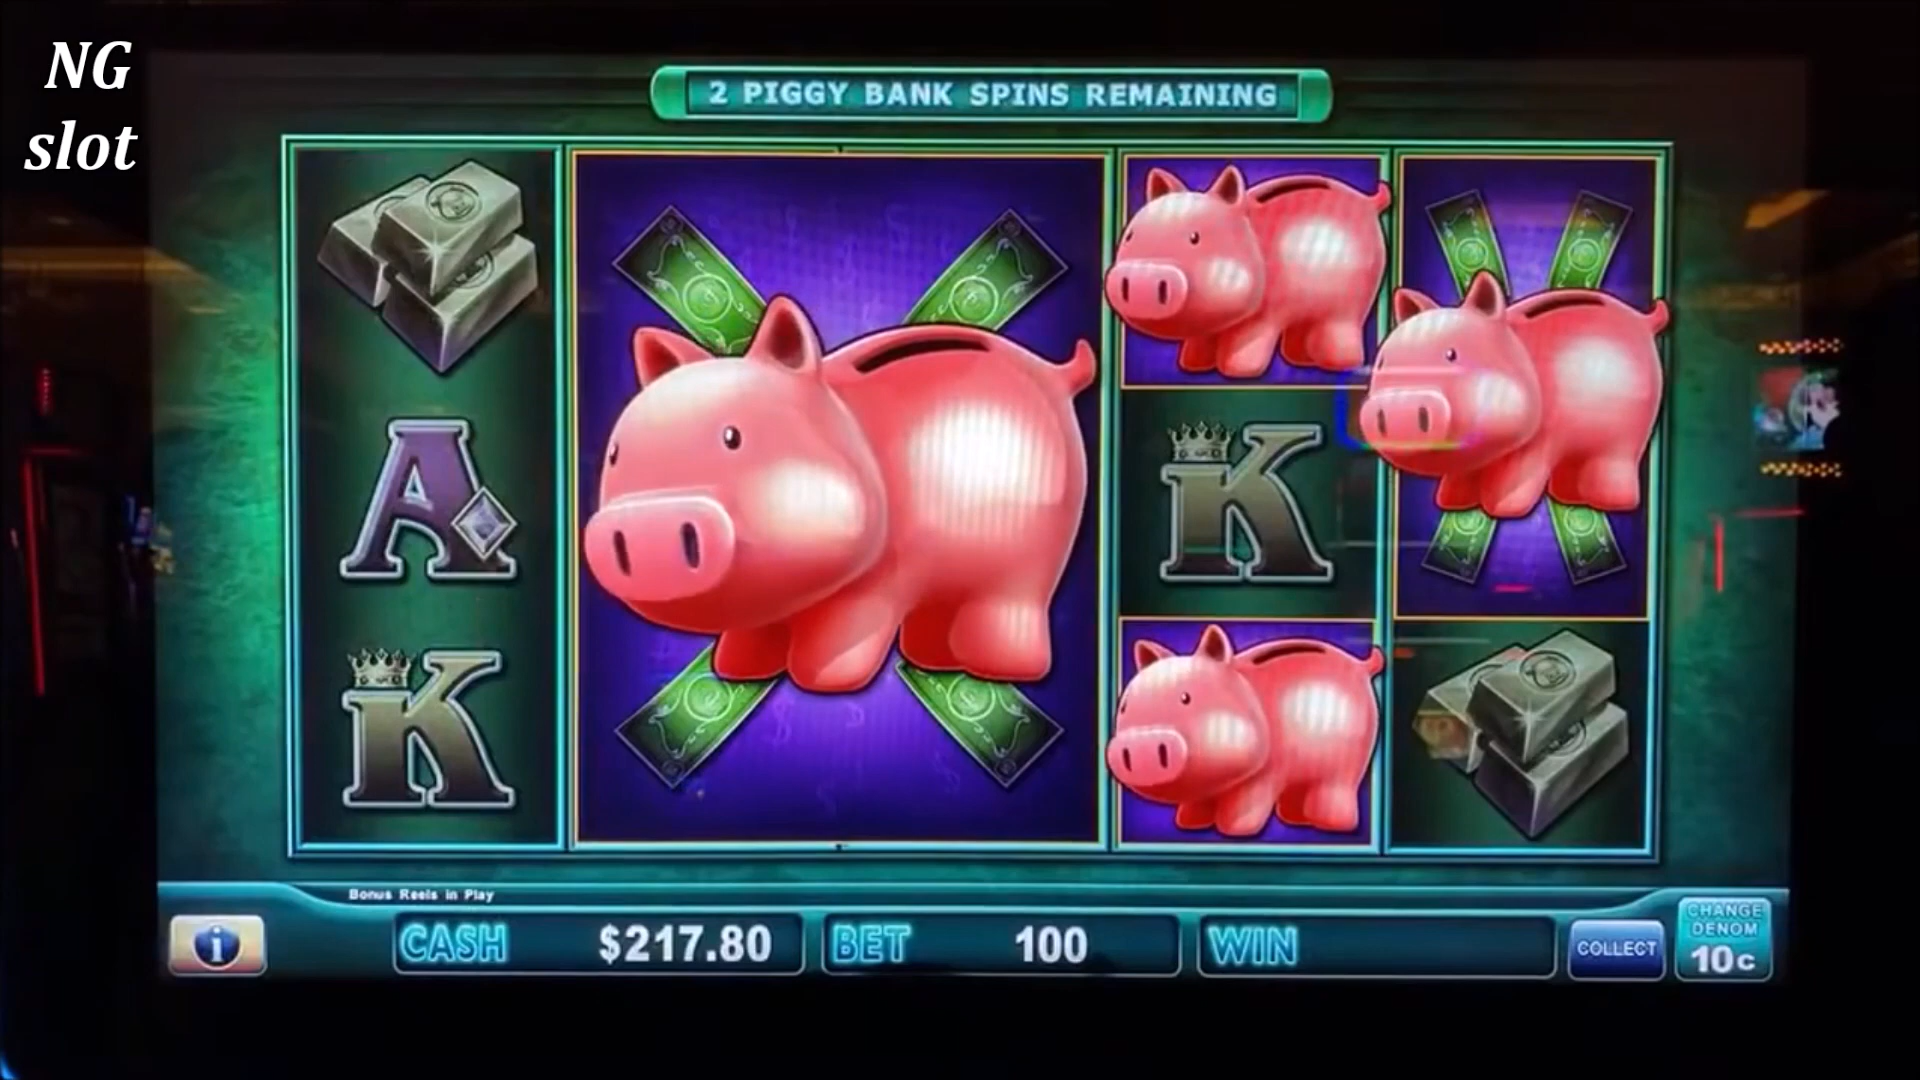 NG
slot
2 PIGGY BANK SPINS REMAINING
A
K
K
Bonus Reels in Play
CASH $217.80 BET 100 WIN
COLLECT
CHANGE
DENOM
10c